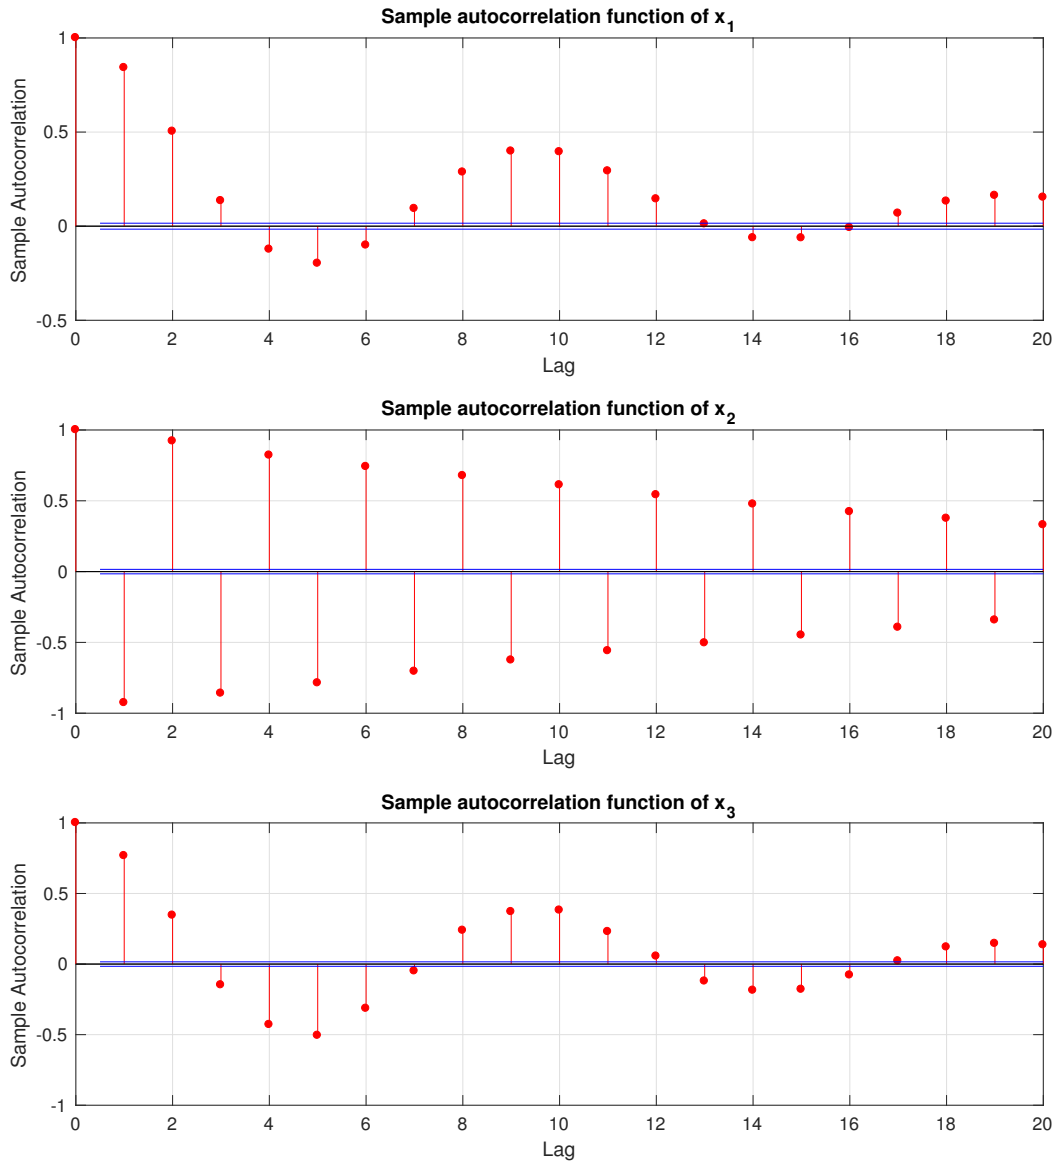 Sample autocorrelation function of x1
1
0.5
0
-0.5
Sample Autocorrelation
0 2 4 6 8 10 12 14 16 18 20
Lag
Sample autocorrelation function of x2
1
0.5
0
-0.5
-1
Sample Autocorrelation
0 2 4 6 8 10 12 14 16 18 20
Lag
Sample autocorrelation function of x3
1
0.5
0
-0.5
-1
Sample Autocorrelation
0 2 4 6 8 10 12 14 16 18 20
Lag